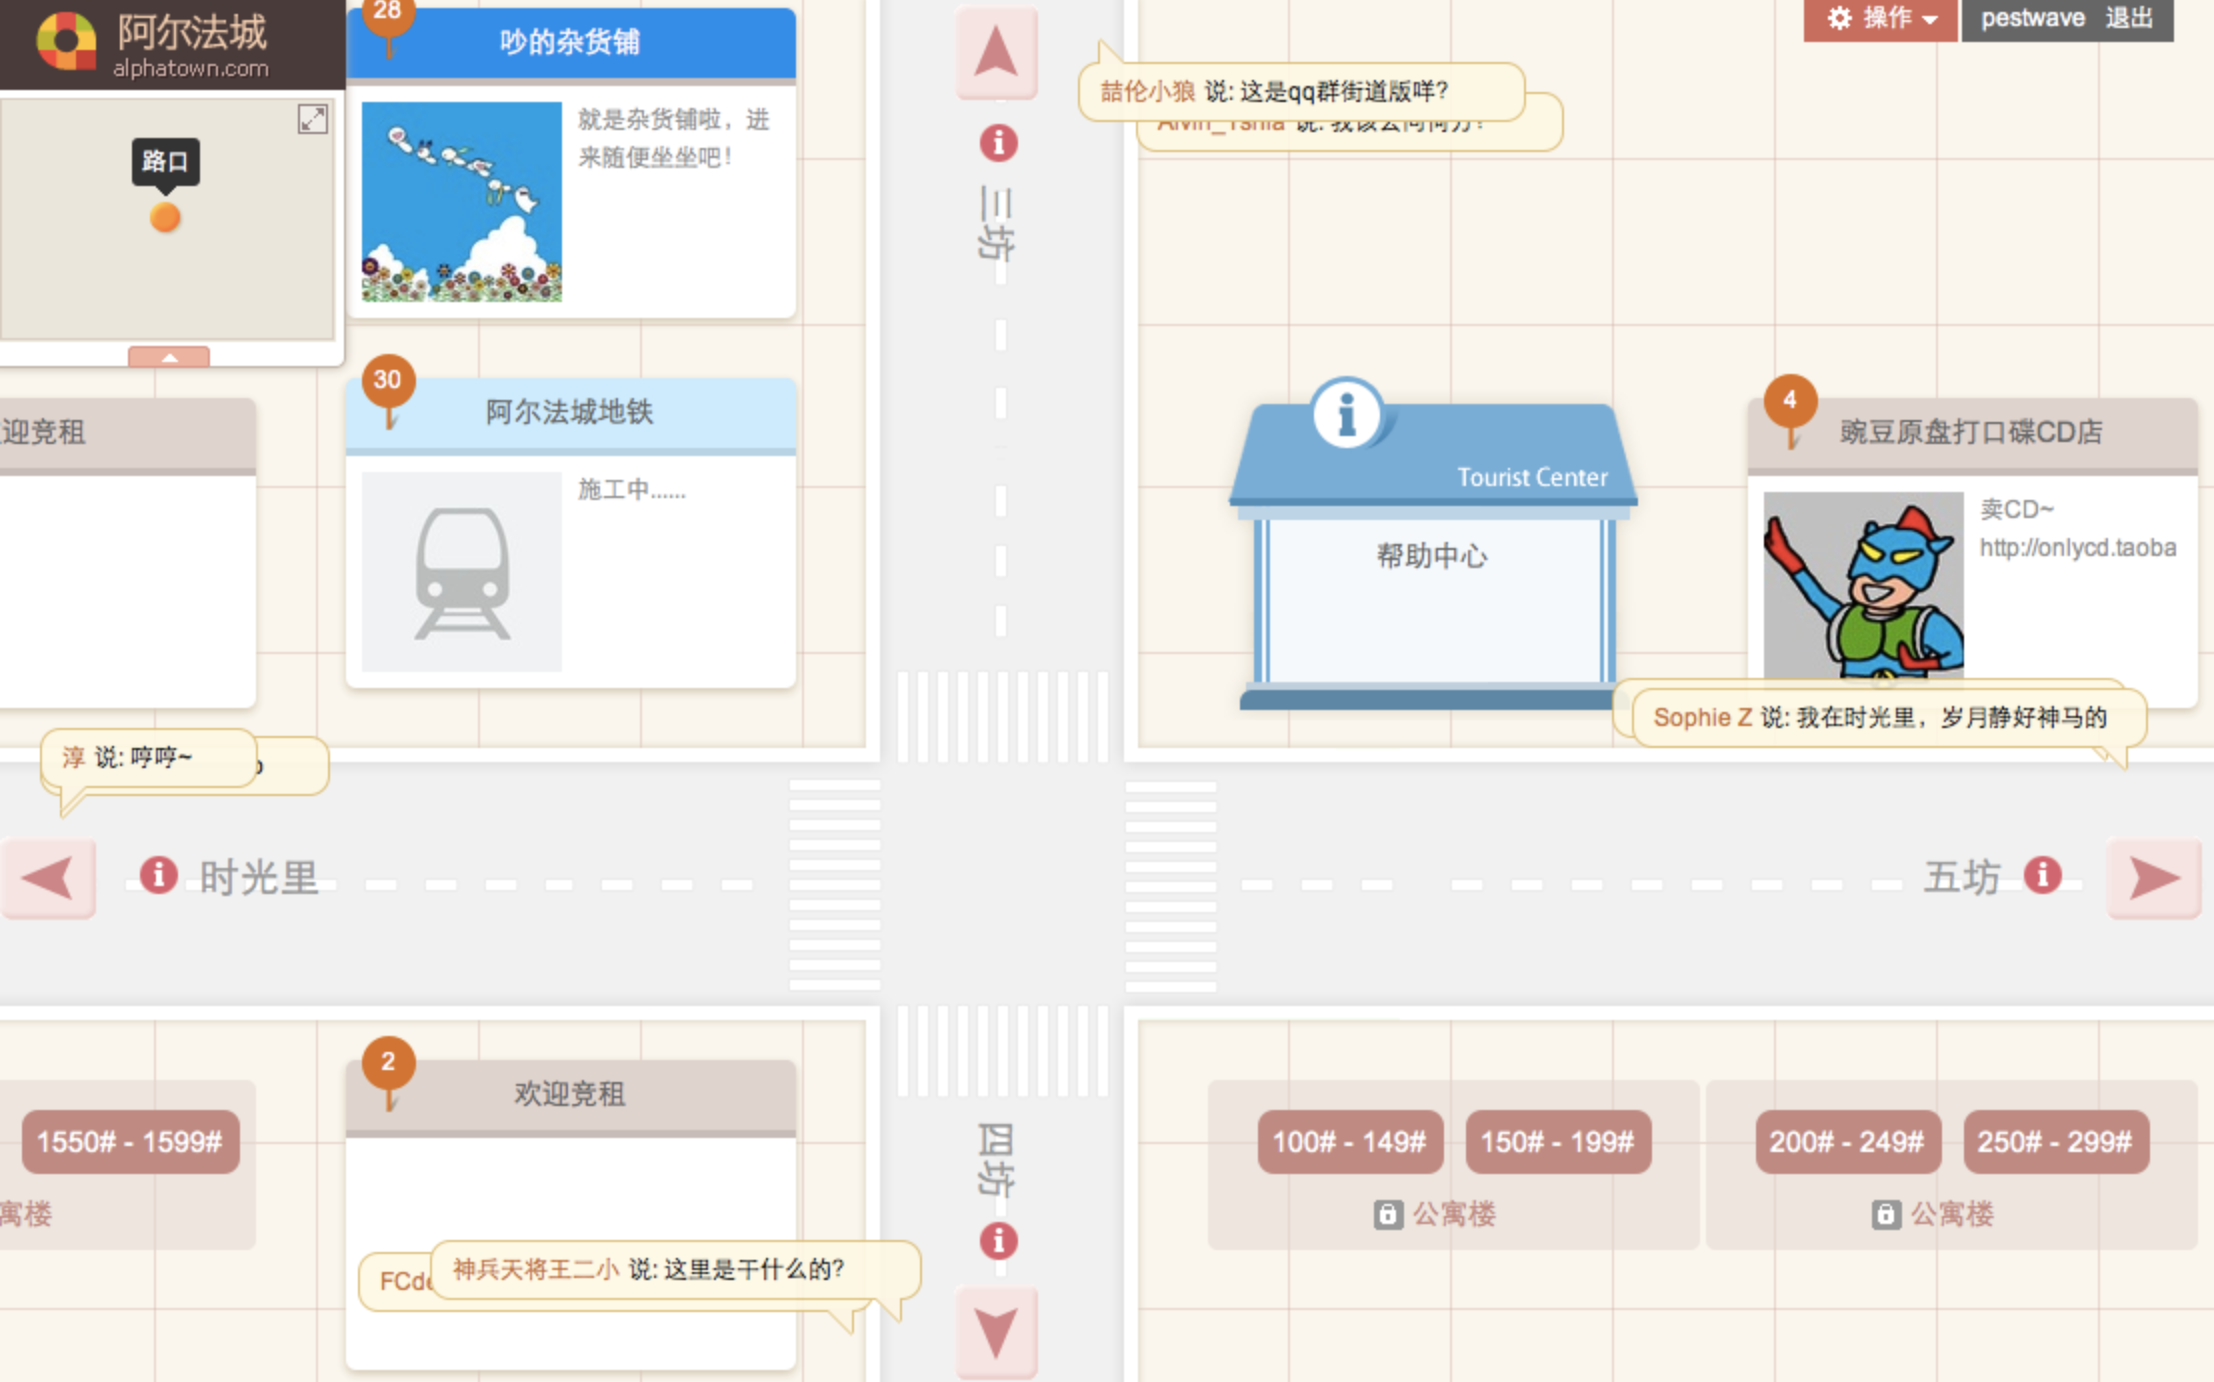 阿尔法城
alphatown.com
路口
28
吵的杂货铺
就是杂货铺啦，进
来随便坐坐吧！
操作
pestwave 退出
喆伦小狼 说: 这是qq群街道版咩？
Alvin_Tshia 说:
三坊
迎竞租
30
阿尔法城地铁
施工中......
Tourist Center
帮助中心
4
豌豆原盘打口碟CD店
卖CD~
http://onlycd.taoba
Sophie Z 说: 我在时光里，岁月静好神马的
淳 说: 哼哼~
时光里
五坊
2
欢迎竞租
1550# - 1599#
寓楼
FCde
神兵天将王二小 说: 这里是干什么的？
四坊
100# - 149#
150# - 199#
公寓楼
200# - 249#
250# - 299#
公寓楼